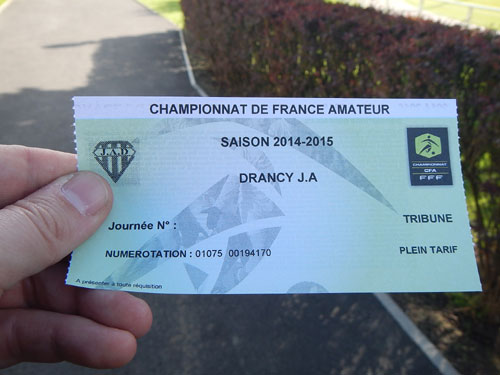 CHAMPIONNAT DE FRANCE AMATEUR
SAISON 2014-2015
DRANCY J.A
J.A.D
CHAMPIONNAT
CFA
FFF
Journée N° :
TRIBUNE
NUMEROTATION : 01075 00194170
PLEIN TARIF
A présenter à toute réquisition